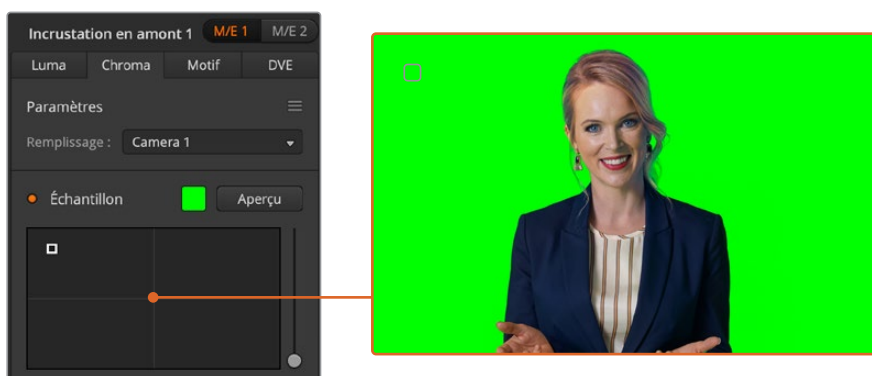 Incrustation en amont 1 M/E 1 M/E 2
Luma Chroma Motif DVE
Paramètres
Remplissage : Camera 1
Échantillon Aperçu